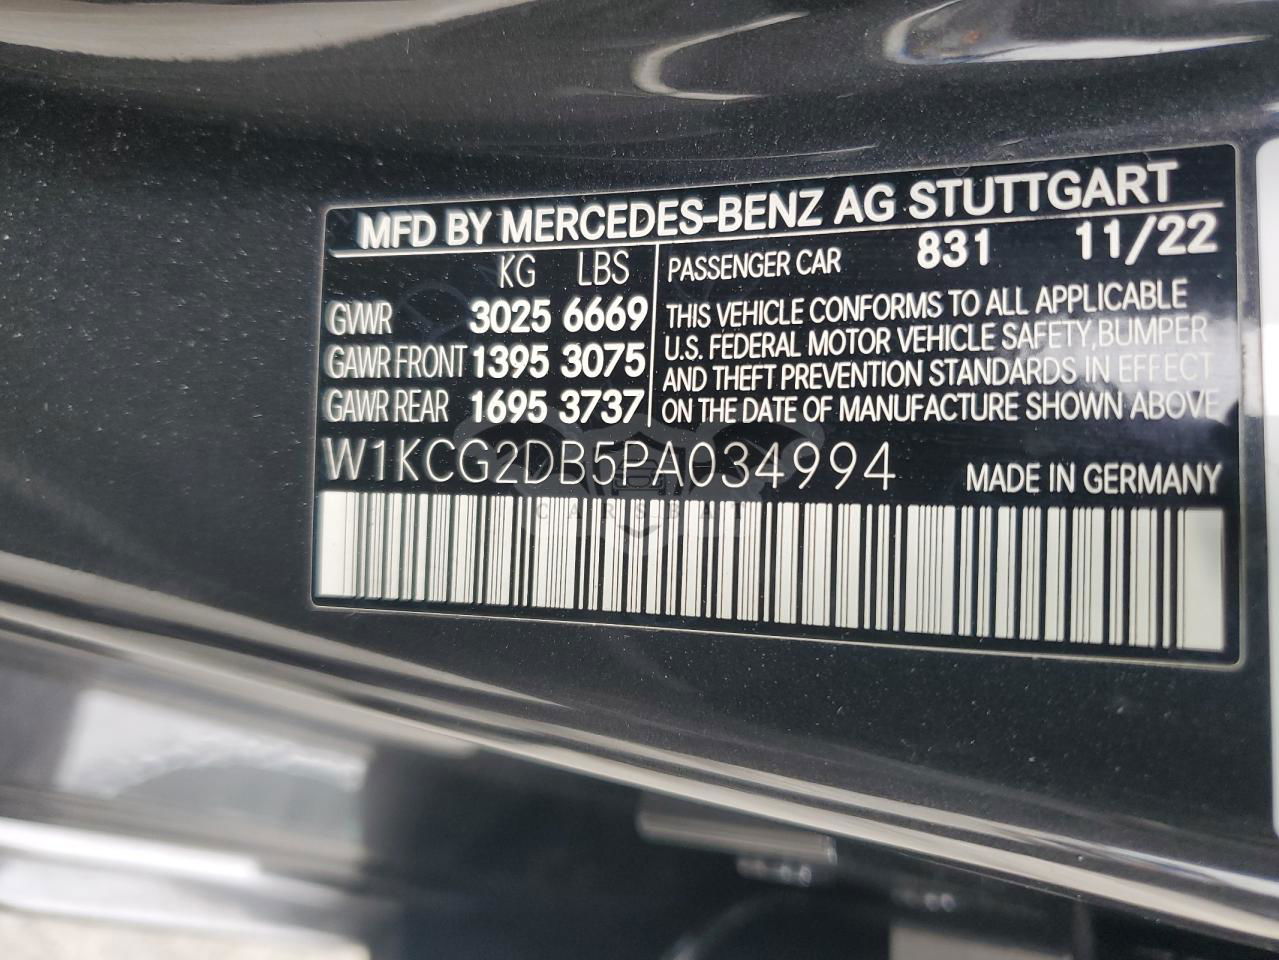 MFD BY MERCEDES-BENZ AG STUTTGART
KG LBS
GVWR 3025 6669
GAWR FRONT 1395 3075
GAWR REAR 1695 3737
PASSENGER CAR 831 11/22
THIS VEHICLE CONFORMS TO ALL APPLICABLE
U.S. FEDERAL MOTOR VEHICLE SAFETY, BUMPER
AND THEFT PREVENTION STANDARDS IN EFFECT
ON THE DATE OF MANUFACTURE SHOWN ABOVE
W1KCG2DB5PA034994
MADE IN GERMANY
CARSBAT